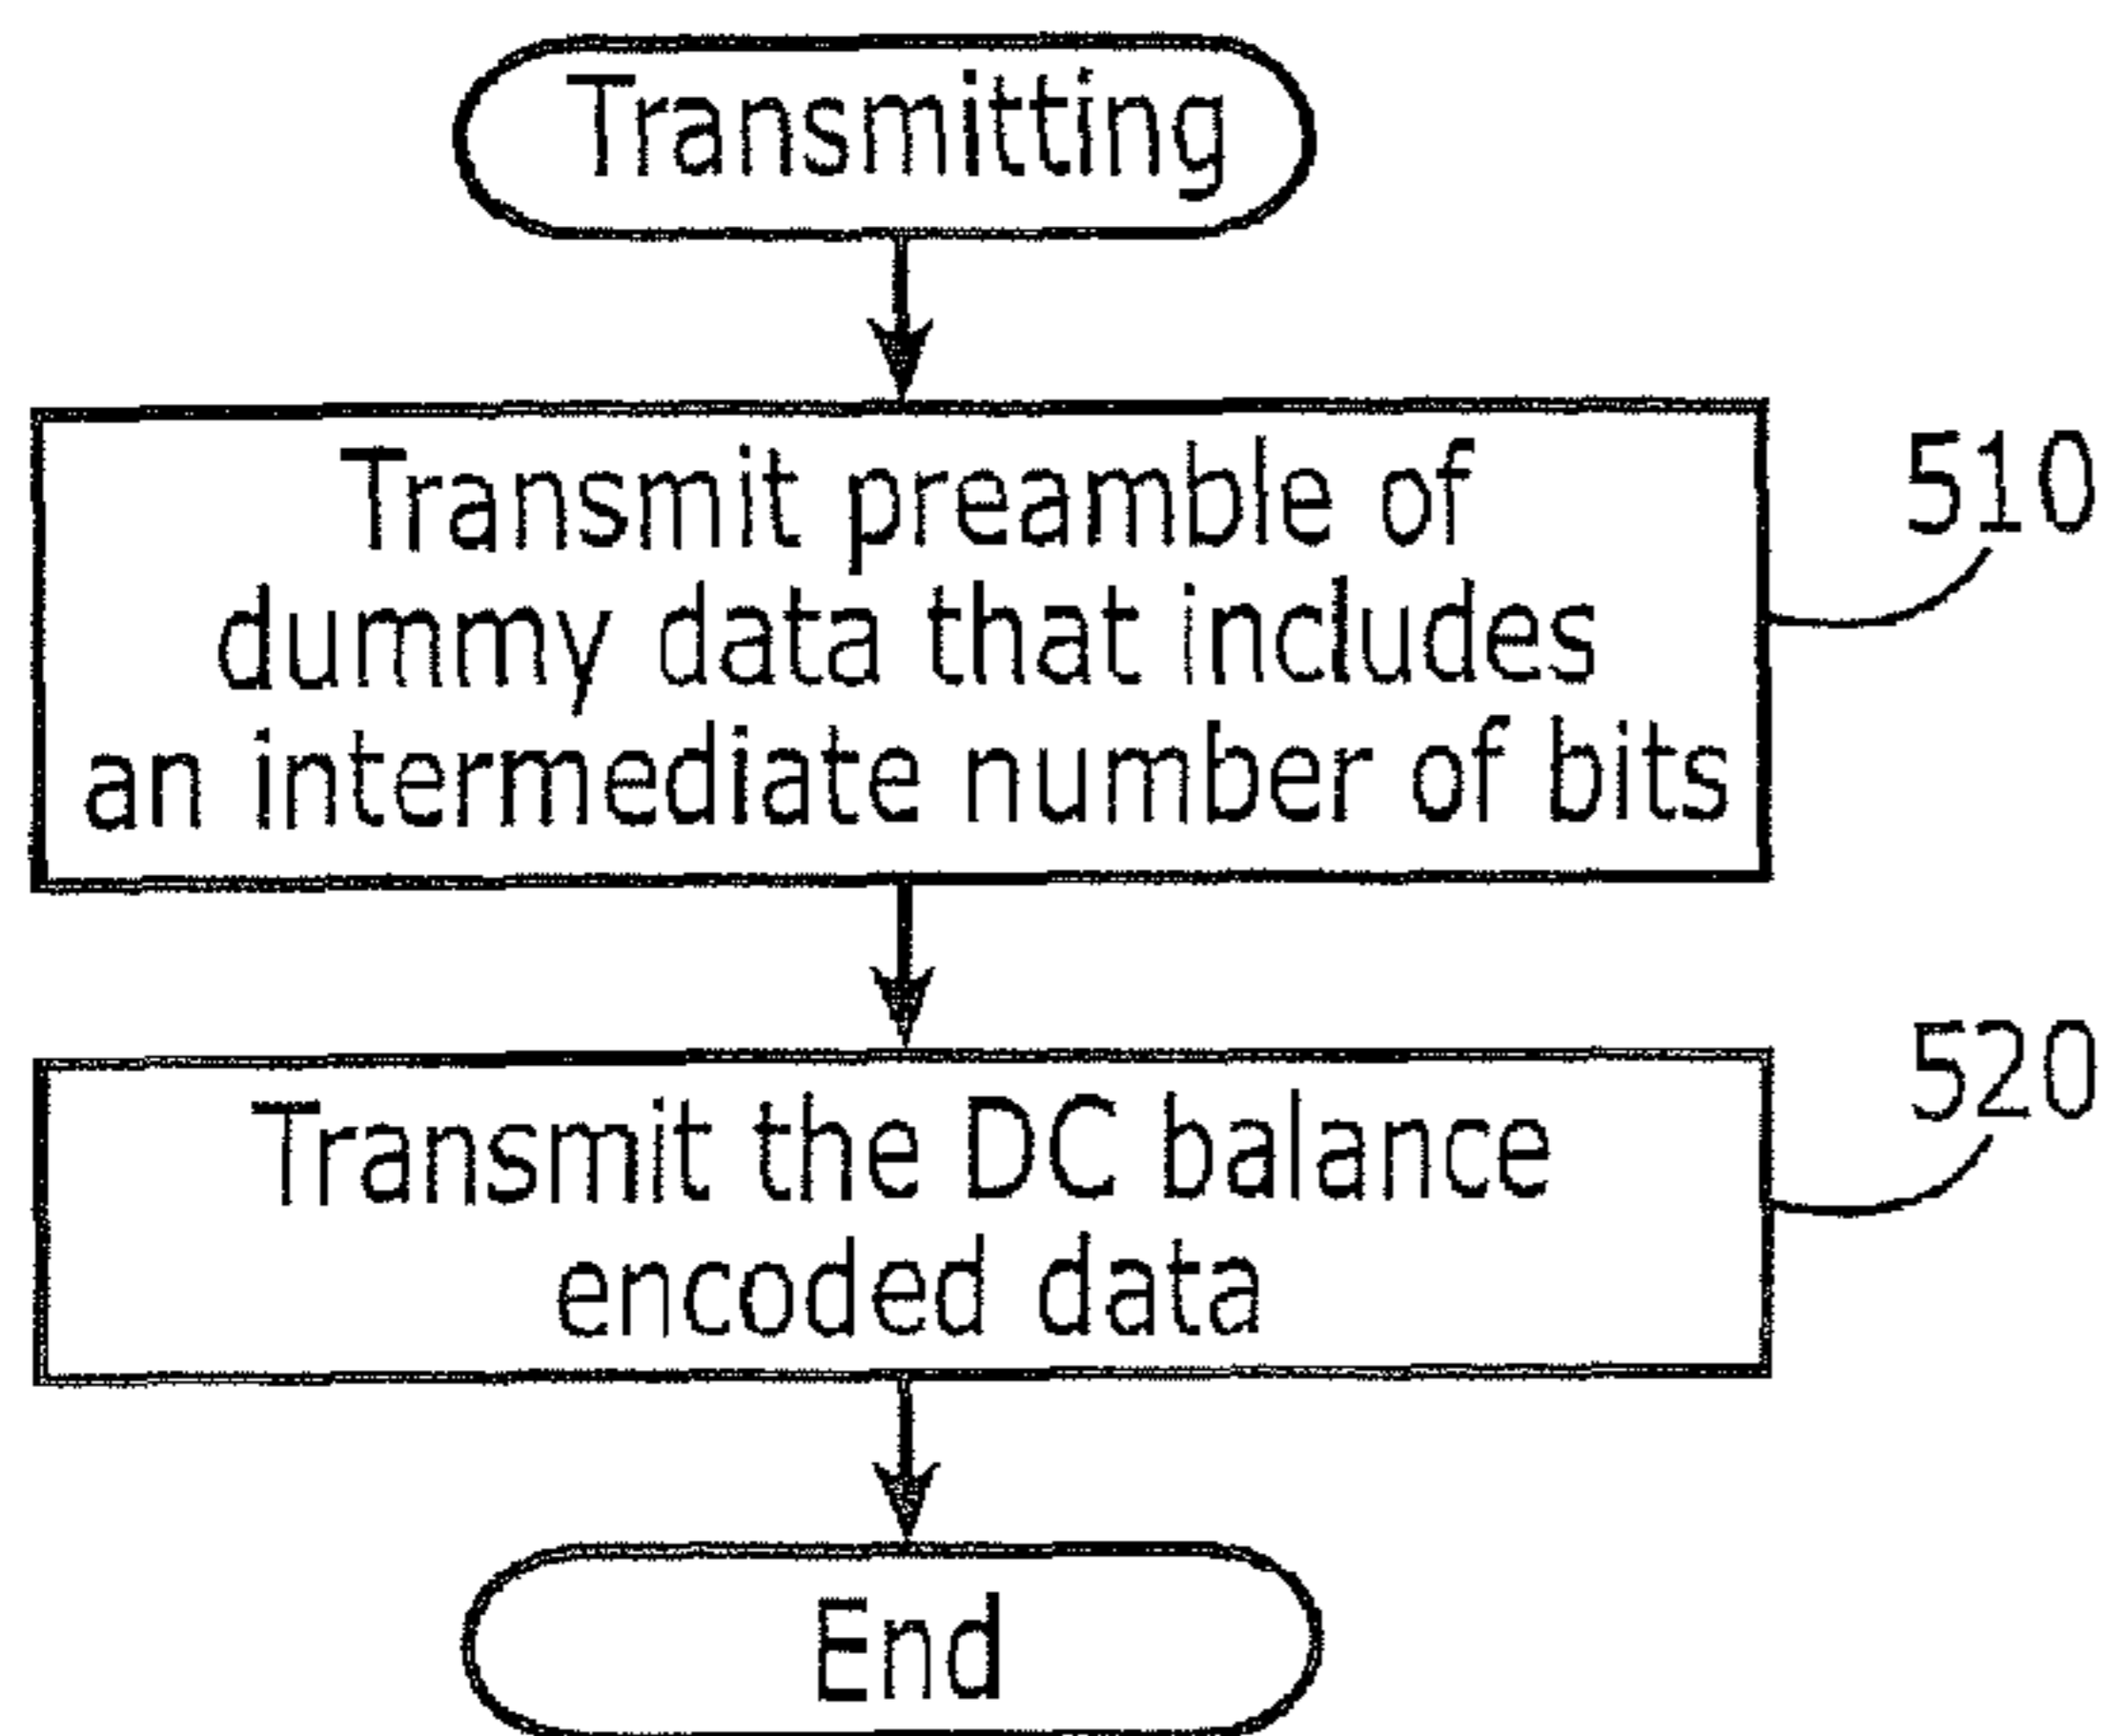 Transmitting
Transmit preamble of
510
dummy data that includes
an intermediate number of bits
Transmit the DC balance
520
encoded data
End